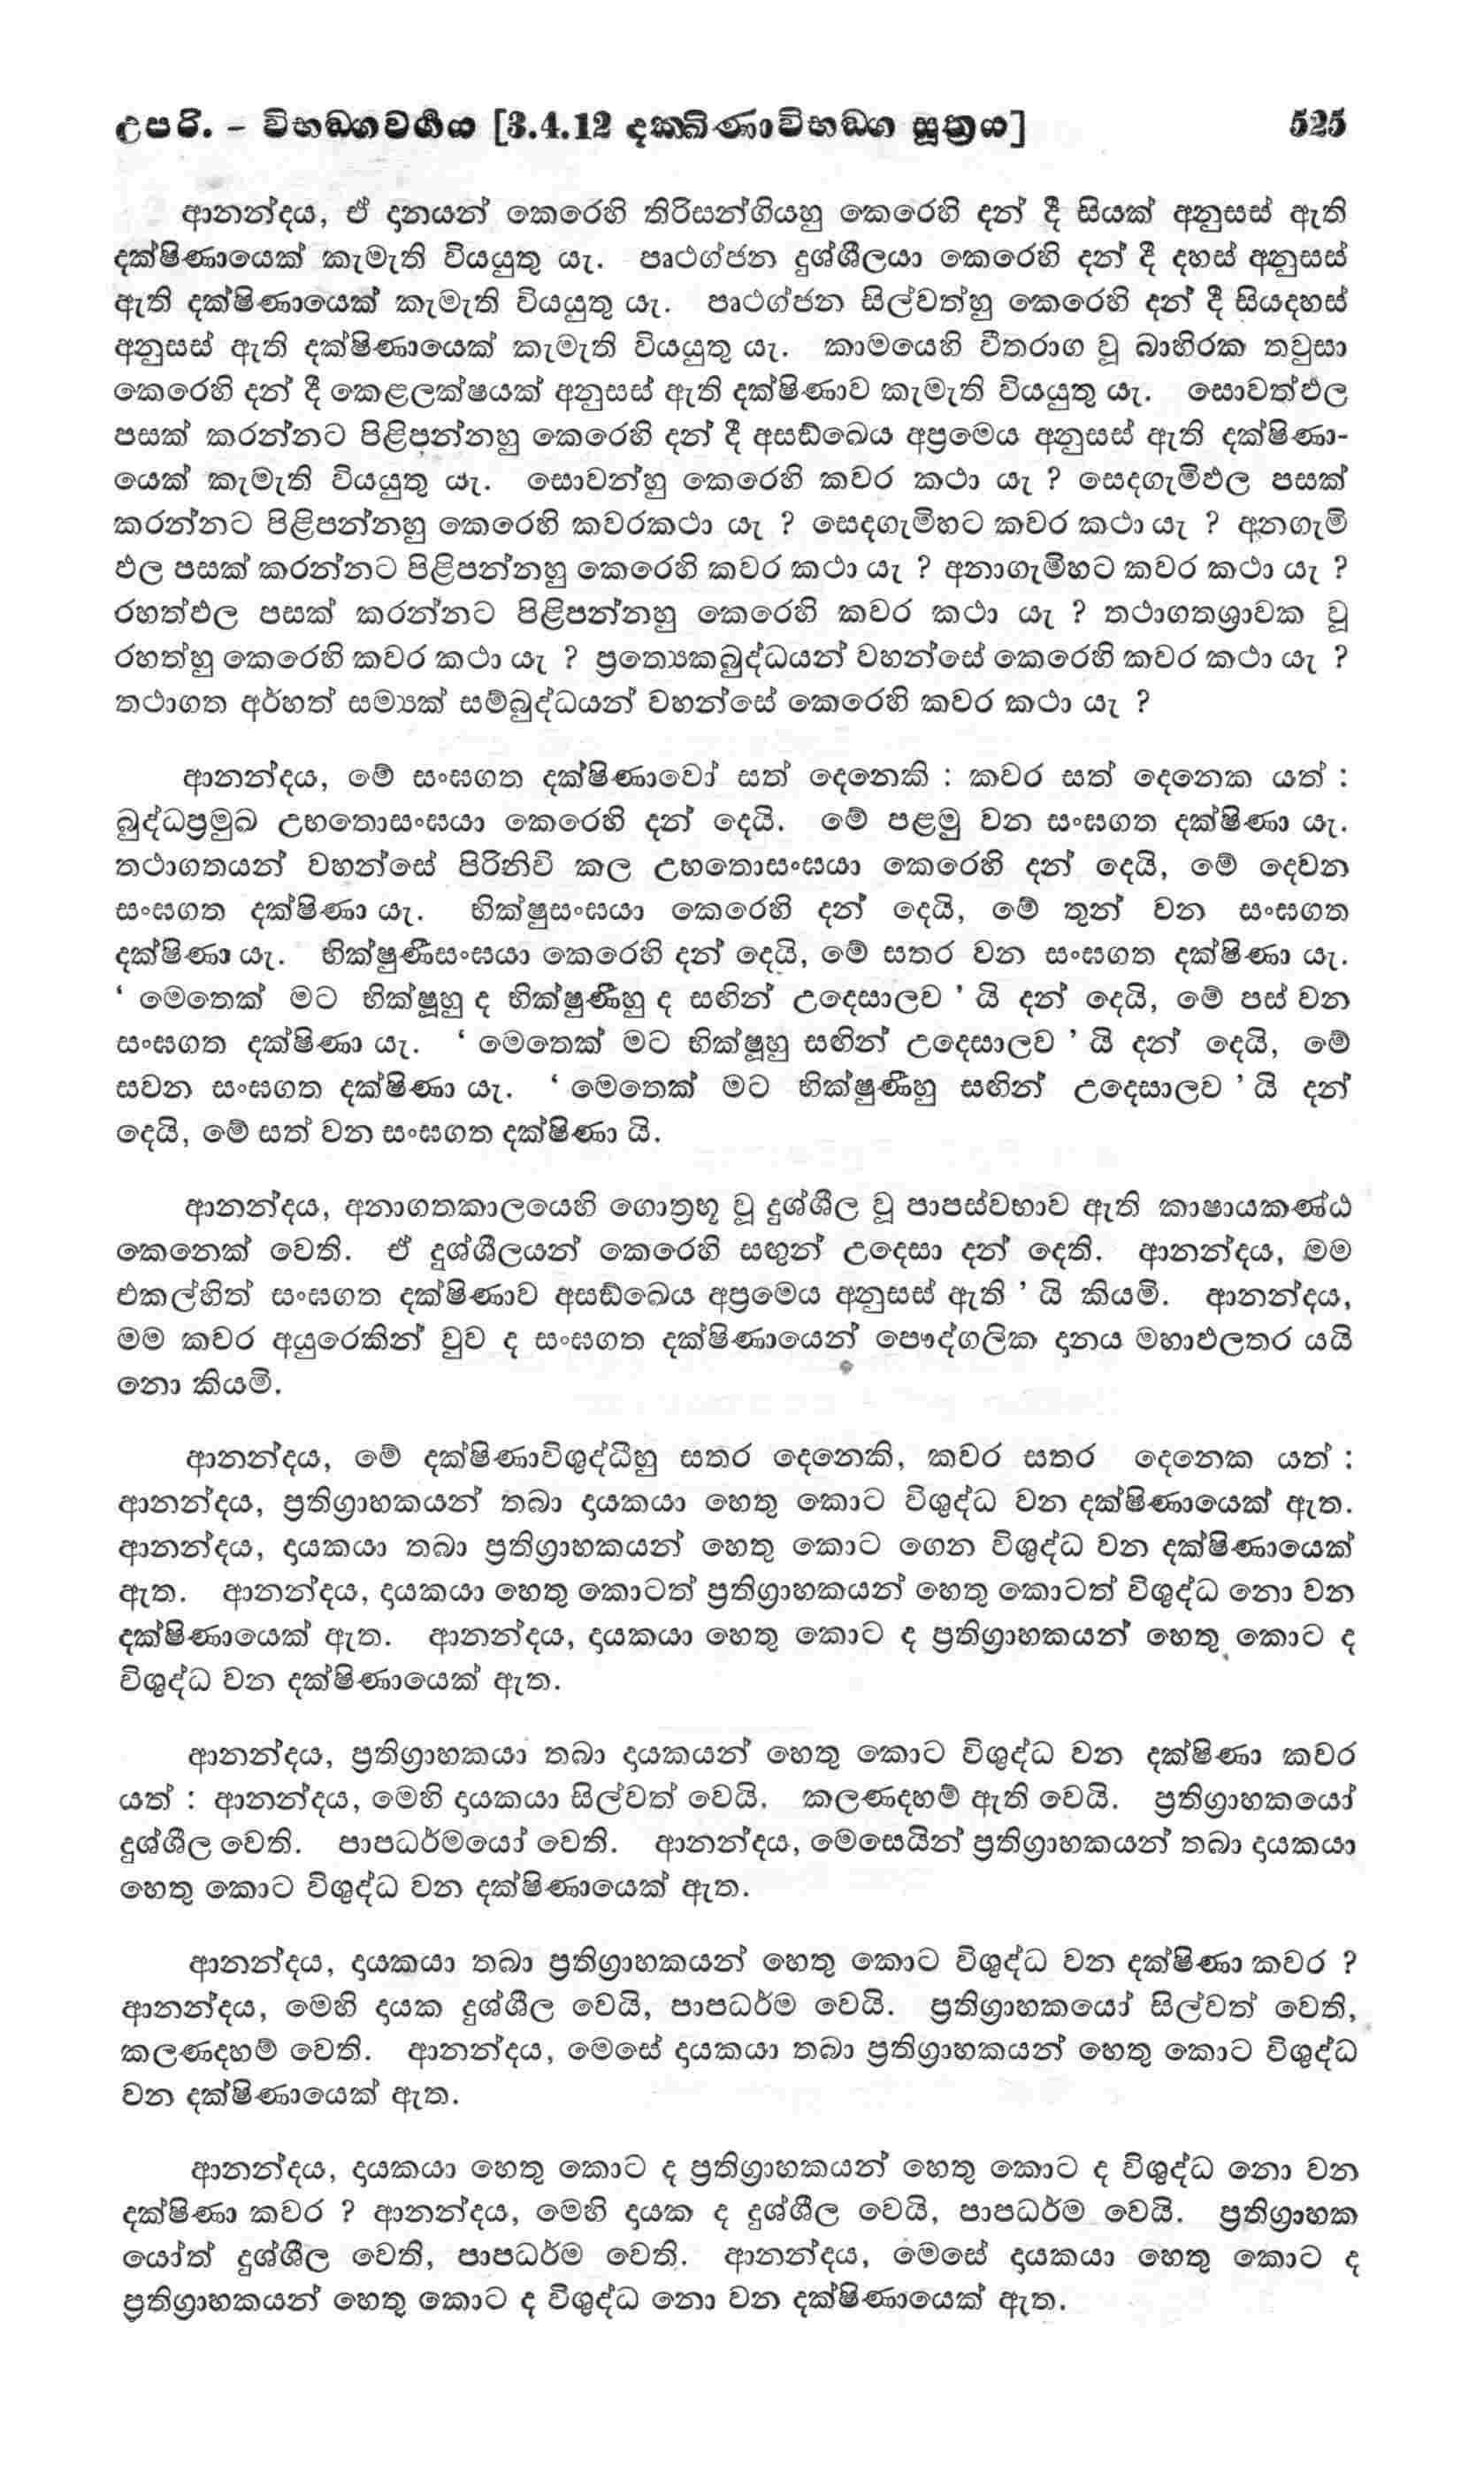 උපරි. - විභඞ්ගවර්ගය [3.4.12 දක්ඛිණාවිභඞ්ග සූත්‍රය] 525
ආනන්දය, ඒ දනයන් කෙරෙහි තිරිසන්ගියහු කෙරෙහි දන් දී සියක් අනුසස් ඇති
දක්ෂිණායෙක් කැමැති වියයුතු යැ. පෘථග්ජන දුශ්ශීලයා කෙරෙහි දන් දී දහස් අනුසස්
ඇති දක්ෂිණායෙක් කැමැති වියයුතු යැ. පෘථග්ජන සිල්වත්හු කෙරෙහි දන් දී සියදහස්
අනුසස් ඇති දක්ෂිණායෙක් කැමැති වියයුතු යැ. කාමයෙහි වීතරාග වූ බාහිරක තවුසා
කෙරෙහි දන් දී කෙළලක්ෂයක් අනුසස් ඇති දක්ෂිණාව කැමැති වියයුතු යැ. සොවත්ඵල
පසක් කරන්නට පිළිපන්නහු කෙරෙහි දන් දී අසඞ්ඛෙය අප්‍රමෙය අනුසස් ඇති දක්ෂිණා-
යෙක් කැමැති වියයුතු යැ. සොවන්හු කෙරෙහි කවර කථා යැ ? සෙදගැමිඵල පසක්
කරන්නට පිළිපන්නහු කෙරෙහි කවරකථා යැ ? සෙදගැමිහට කවර කථා යැ ? අනගැමි
ඵල පසක් කරන්නට පිළිපන්නහු කෙරෙහි කවර කථා යැ ? අනාගැමිහට කවර කථා යැ ?
රහත්ඵල පසක් කරන්නට පිළිපන්නහු කෙරෙහි කවර කථා යැ ? තථාගතශ්‍රාවක වූ
රහත්හු කෙරෙහි කවර කථා යැ ? ප්‍රත්‍යෙකබුද්ධයන් වහන්සේ කෙරෙහි කවර කථා යැ ?
තථාගත අර්හත් සම්‍යක් සම්බුද්ධයන් වහන්සේ කෙරෙහි කවර කථා යැ ?
ආනන්දය, මේ සංඝගත දක්ෂිණාවෝ සත් දෙනෙකි : කවර සත් දෙනෙක යත් :
බුද්ධප්‍රමුඛ උභතොසංඝයා කෙරෙහි දන් දෙයි. මේ පළමු වන සංඝගත දක්ෂිණා යැ.
තථාගතයන් වහන්සේ පිරිනිවි කල උභතොසංඝයා කෙරෙහි දන් දෙයි, මේ දෙවන
සංඝගත දක්ෂිණා යැ. භික්ෂුසංඝයා කෙරෙහි දන් දෙයි, මේ තුන් වන සංඝගත
දක්ෂිණා යැ. භික්ෂුණීසංඝයා කෙරෙහි දන් දෙයි, මේ සතර වන සංඝගත දක්ෂිණා යැ.
‘ මෙතෙක් මට භික්ෂූහු ද භික්ෂුණීහු ද සඟින් උදෙසාලව ’ යි දන් දෙයි, මේ පස් වන
සංඝගත දක්ෂිණා යැ. ‘ මෙතෙක් මට භික්ෂූහු සඟින් උදෙසාලව ’ යි දන් දෙයි, මේ
සවන සංඝගත දක්ෂිණා යැ. ‘ මෙතෙක් මට භික්ෂුණීහු සඟින් උදෙසාලව ’ යි දන්
දෙයි, මේ සත් වන සංඝගත දක්ෂිණා යි.
ආනන්දය, අනාගතකාලයෙහි ගොත්‍රභූ වූ දුශ්ශීල වූ පාපස්වභාව ඇති කාෂායකණ්ඨ
කෙනෙක් වෙති. ඒ දුශ්ශීලයන් කෙරෙහි සඟුන් උදෙසා දන් දෙති. ආනන්දය, මම
එකල්හිත් සංඝගත දක්ෂිණාව අසඞ්ඛෙය අප්‍රමෙය අනුසස් ඇති ’ යි කියමි. ආනන්දය,
මම කවර අයුරෙකින් වුව ද සංඝගත දක්ෂිණායෙන් පෞද්ගලික දනය මහාඵලතර යයි
නො කියමි.
ආනන්දය, මේ දක්ෂිණාවිශුද්ධීහු සතර දෙනෙකි, කවර සතර දෙනෙක යත් :
ආනන්දය, ප්‍රතිග්‍රාහකයන් තබා දයකයා හෙතු කොට විශුද්ධ වන දක්ෂිණායෙක් ඇත.
ආනන්දය, දයකයා තබා ප්‍රතිග්‍රාහකයන් හෙතු කොට ගෙන විශුද්ධ වන දක්ෂිණායෙක්
ඇත. ආනන්දය, දයකයා හෙතු කොටත් ප්‍රතිග්‍රාහකයන් හෙතු කොටත් විශුද්ධ නො වන
දක්ෂිණායෙක් ඇත. ආනන්දය, දයකයා හෙතු කොට ද ප්‍රතිග්‍රාහකයන් හෙතු කොට ද
විශුද්ධ වන දක්ෂිණායෙක් ඇත.
ආනන්දය, ප්‍රතිග්‍රාහකයා තබා දයකයන් හෙතු කොට විශුද්ධ වන දක්ෂිණා කවර
යත් : ආනන්දය, මෙහි දයකයා සිල්වත් වෙයි. කලණදහම් ඇති වෙයි. ප්‍රතිග්‍රාහකයෝ
දුශ්ශීල වෙති. පාපධර්මයෝ වෙති. ආනන්දය, මෙසෙයින් ප්‍රතිග්‍රාහකයන් තබා දයකයා
හෙතු කොට විශුද්ධ වන දක්ෂිණායෙක් ඇත.
ආනන්දය, දයකයා තබා ප්‍රතිග්‍රාහකයන් හෙතු කොට විශුද්ධ වන දක්ෂිණා කවර ?
ආනන්දය, මෙහි දයක දුශ්ශීල වෙයි, පාපධර්ම වෙයි. ප්‍රතිග්‍රාහකයෝ සිල්වත් වෙති,
කලණදහම් වෙති. ආනන්දය, මෙසේ දයකයා තබා ප්‍රතිග්‍රාහකයන් හෙතු කොට විශුද්ධ
වන දක්ෂිණායෙක් ඇත.
ආනන්දය, දයකයා හෙතු කොට ද ප්‍රතිග්‍රාහකයන් හෙතු කොට ද විශුද්ධ නො වන
දක්ෂිණා කවර ? ආනන්දය, මෙහි දයක ද දුශ්ශීල වෙයි, පාපධර්ම වෙයි. ප්‍රතිග්‍රාහක
යෝත් දුශ්ශීල වෙති, පාපධර්ම වෙති. ආනන්දය, මෙසේ දයකයා හෙතු කොට ද
ප්‍රතිග්‍රාහකයන් හෙතු කොට ද විශුද්ධ නො වන දක්ෂිණායෙක් ඇත.